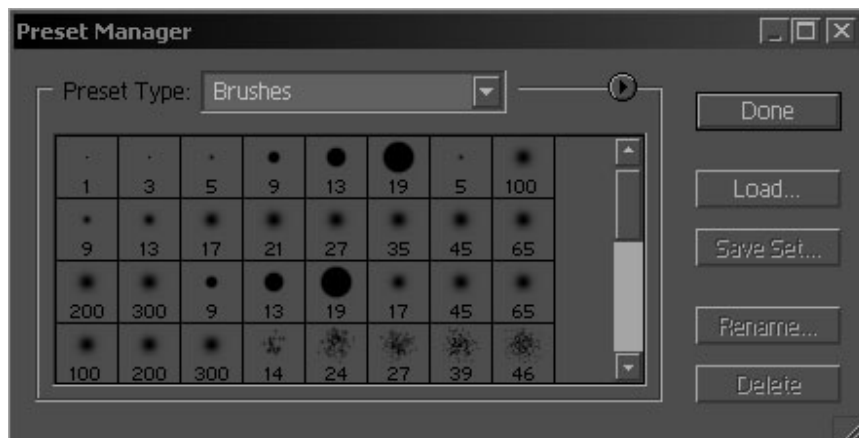 Preset Manager
Preset Type: Brushes
Done
1 3 5 9 13 19 5 100
Load...
9 13 17 21 27 35 45 65
Save Set...
200 300 9 13 19 17 45 65
Rename...
100 200 300 14 24 27 39 46
Delete